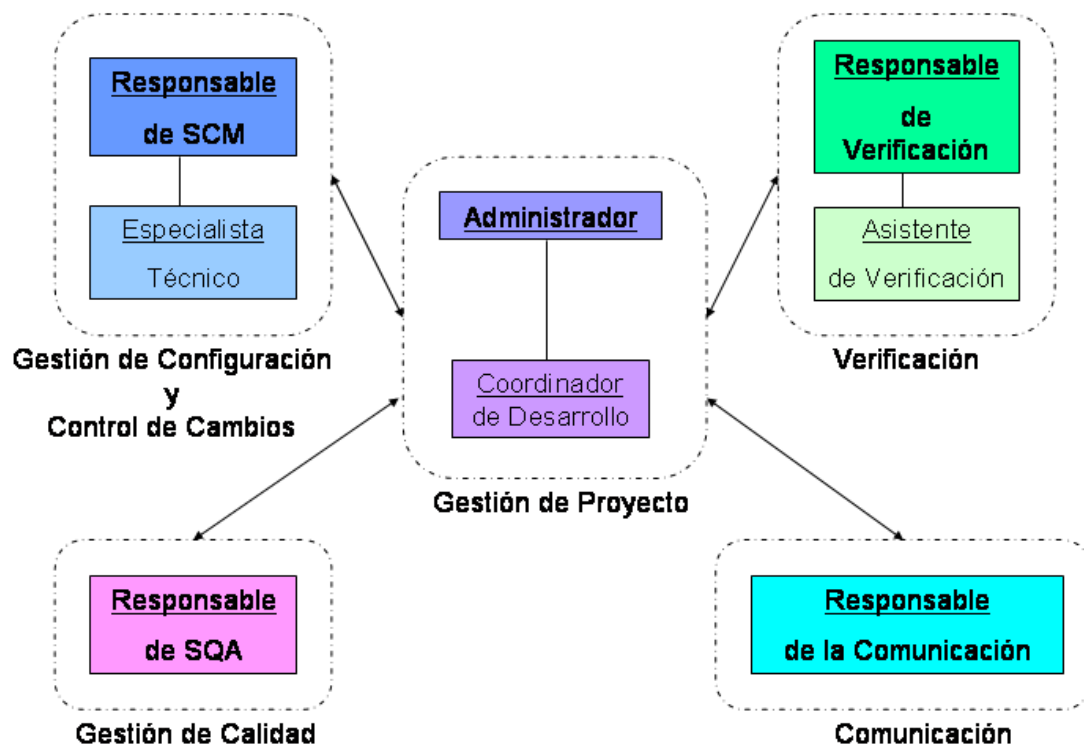 Responsable
de SCM
Especialista
Técnico
Gestión de Configuración
y
Control de Cambios
Responsable
de
Verificación
Asistente
de Verificación
Verificación
Administrador
Coordinador
de Desarrollo
Gestión de Proyecto
Responsable
de SQA
Gestión de Calidad
Responsable
de la Comunicación
Comunicación